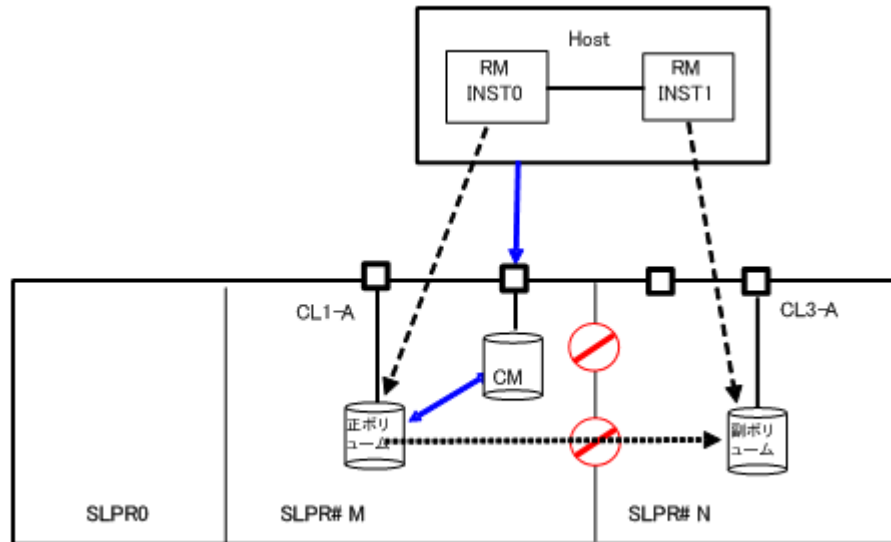 Host
RM
INST0
RM
INST1
CL1-A
CL3-A
CM
正ボリ
ューム
副ボリ
ューム
SLPR0
SLPR# M
SLPR# N